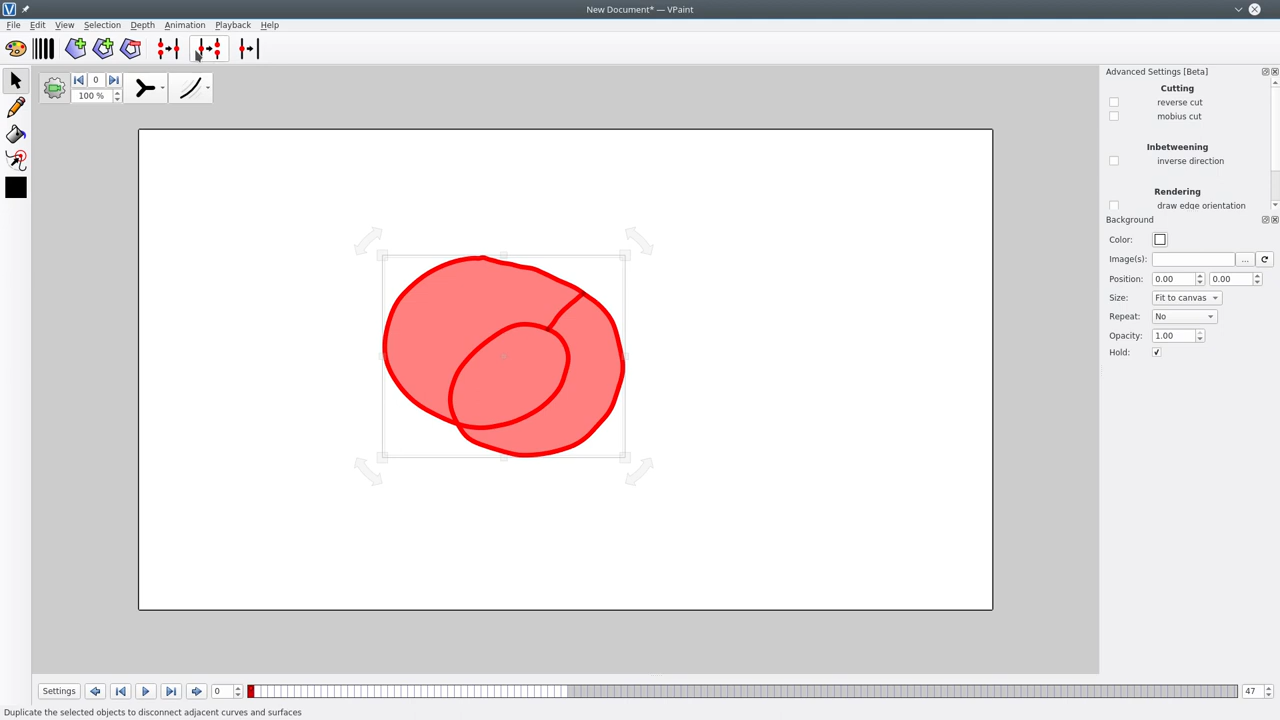 New Document* — VPaint
File Edit View Selection Depth Animation Playback Help
0
100 %
Advanced Settings [Beta]
Cutting
reverse cut
mobius cut
Inbetweening
inverse direction
Rendering
draw edge orientation
Background
Color:
Image(s): ...
Position: 0.00 0.00
Size: Fit to canvas
Repeat: No
Opacity: 1.00
Hold:
Settings 0 47
Duplicate the selected objects to disconnect adjacent curves and surfaces